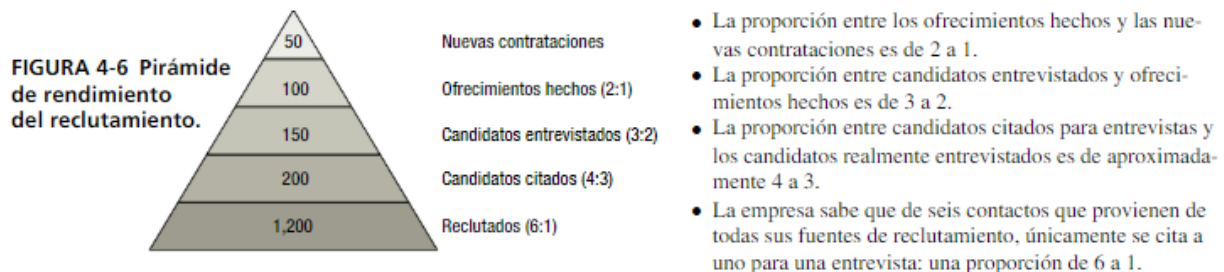 FIGURA 4-6 Pirámide
de rendimiento
del reclutamiento.
50
Nuevas contrataciones
100
Ofrecimientos hechos (2:1)
150
Candidatos entrevistados (3:2)
200
Candidatos citados (4:3)
1,200
Reclutados (6:1)
• La proporción entre los ofrecimientos hechos y las nue-
vas contrataciones es de 2 a 1.
• La proporción entre candidatos entrevistados y ofreci-
mientos hechos es de 3 a 2.
• La proporción entre candidatos citados para entrevistas y
los candidatos realmente entrevistados es de aproximada-
mente 4 a 3.
• La empresa sabe que de seis contactos que provienen de
todas sus fuentes de reclutamiento, únicamente se cita a
uno para una entrevista: una proporción de 6 a 1.